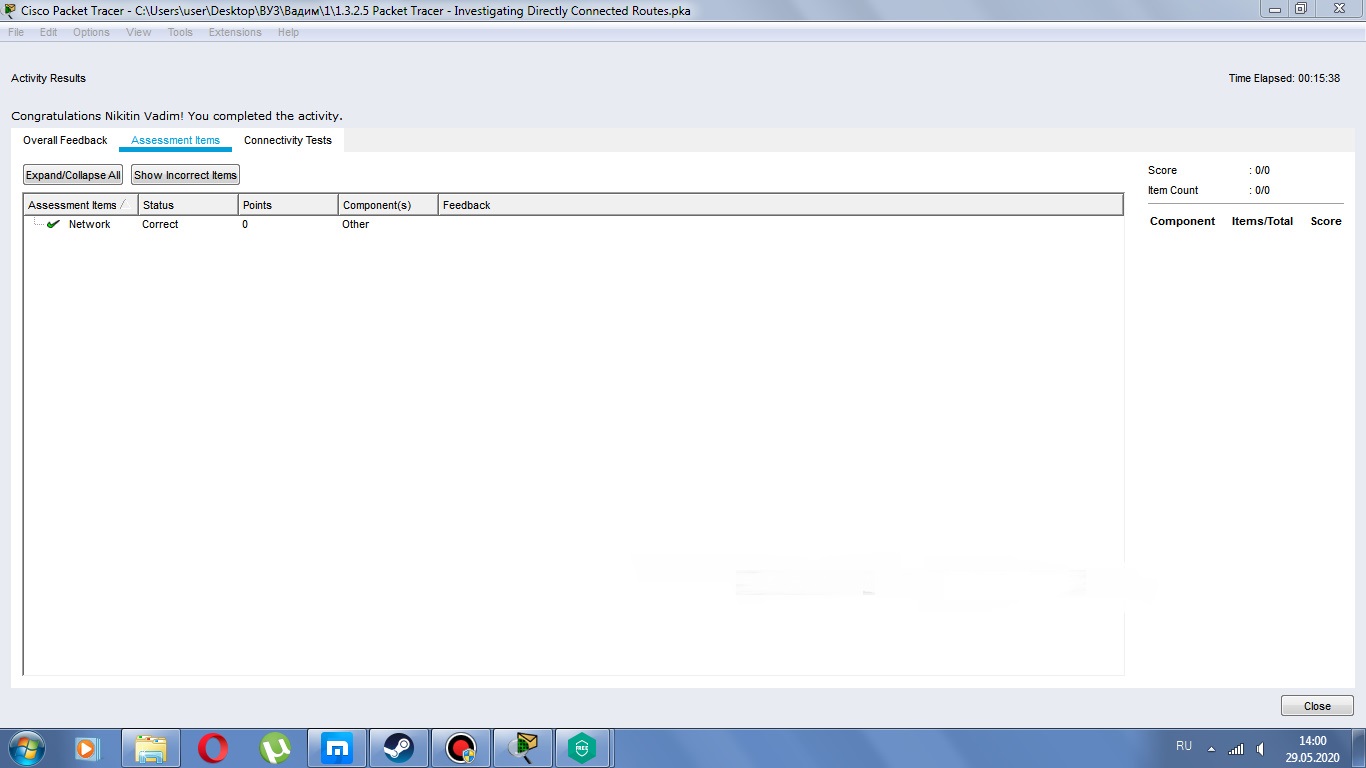 Cisco Packet Tracer - C:\Users\user\Desktop\ВУЗ\Вадим\1\1.3.2.5 Packet Tracer - Investigating Directly Connected Routes.pka
File Edit Options View Tools Extensions Help
Activity Results
Time Elapsed: 00:15:38
Congratulations Nikitin Vadim! You completed the activity.
Overall Feedback Assessment Items Connectivity Tests
Expand/Collapse All Show Incorrect Items
Assessment Items Status Points Component(s) Feedback
Network Correct 0 Other
Score : 0/0
Item Count : 0/0
Component Items/Total Score
Close
FREE
RU
14:00
29.05.2020